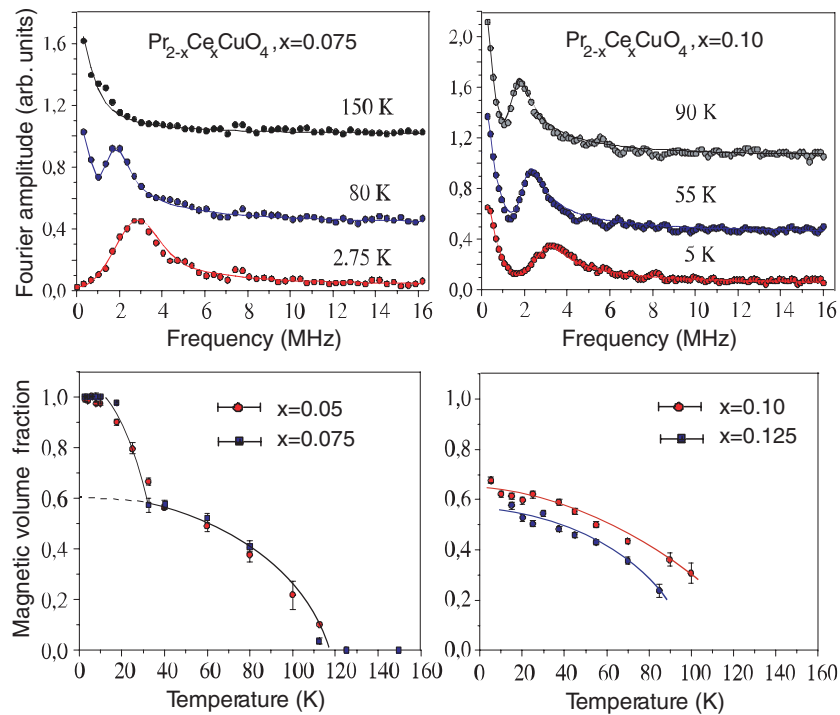 Pr2-xCexCuO4, x=0.075
150 K
80 K
2.75 K
1,6
1,2
0,8
0,4
0,0
0 2 4 6 8 10 12 14 16
Fourier amplitude (arb. units)
Frequency (MHz)
Pr2-xCexCuO4, x=0.10
90 K
55 K
5 K
2,0
1,6
1,2
0,8
0,4
0,0
0 2 4 6 8 10 12 14 16
Frequency (MHz)
x=0.05
x=0.075
1,0
0,8
0,6
0,4
0,2
0,0
0 20 40 60 80 100 120 140 160
Magnetic volume fraction
Temperature (K)
x=0.10
x=0.125
1,0
0,8
0,6
0,4
0,2
0,0
0 20 40 60 80 100 120 140 160
Temperature (K)